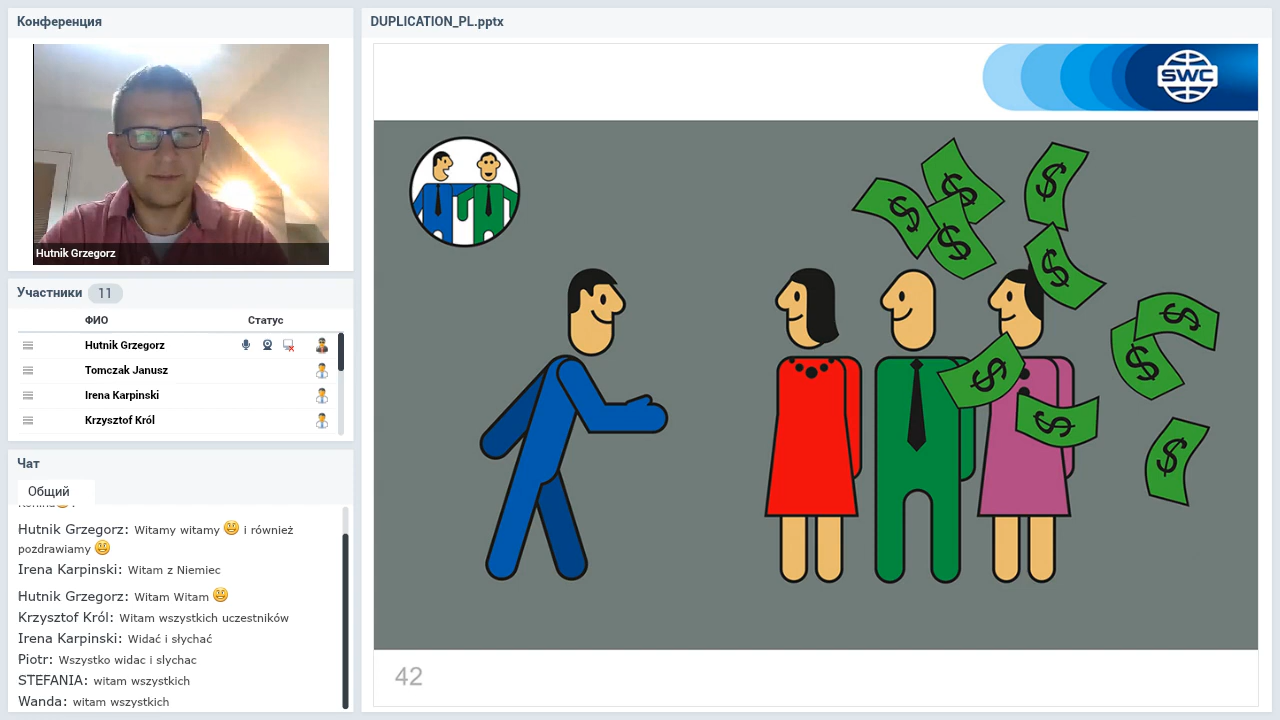 Конференция
Hutnik Grzegorz
Участники 11
ФИО Статус
Hutnik Grzegorz
Tomczak Janusz
Irena Karpinski
Krzysztof Król
Чат
Общий
Hutnik Grzegorz: Witamy witamy i również
pozdrawiamy
Irena Karpinski: Witam z Niemiec
Hutnik Grzegorz: Witam Witam
Krzysztof Król: Witam wszystkich uczestników
Irena Karpinski: Widać i słychać
Piotr: Wszystko widac i slychac
STEFANIA: witam wszystkich
Wanda: witam wszystkich
DUPLICATION_PL.pptx
SWC
$
$
$
$
$
$
$
$
$
$
42